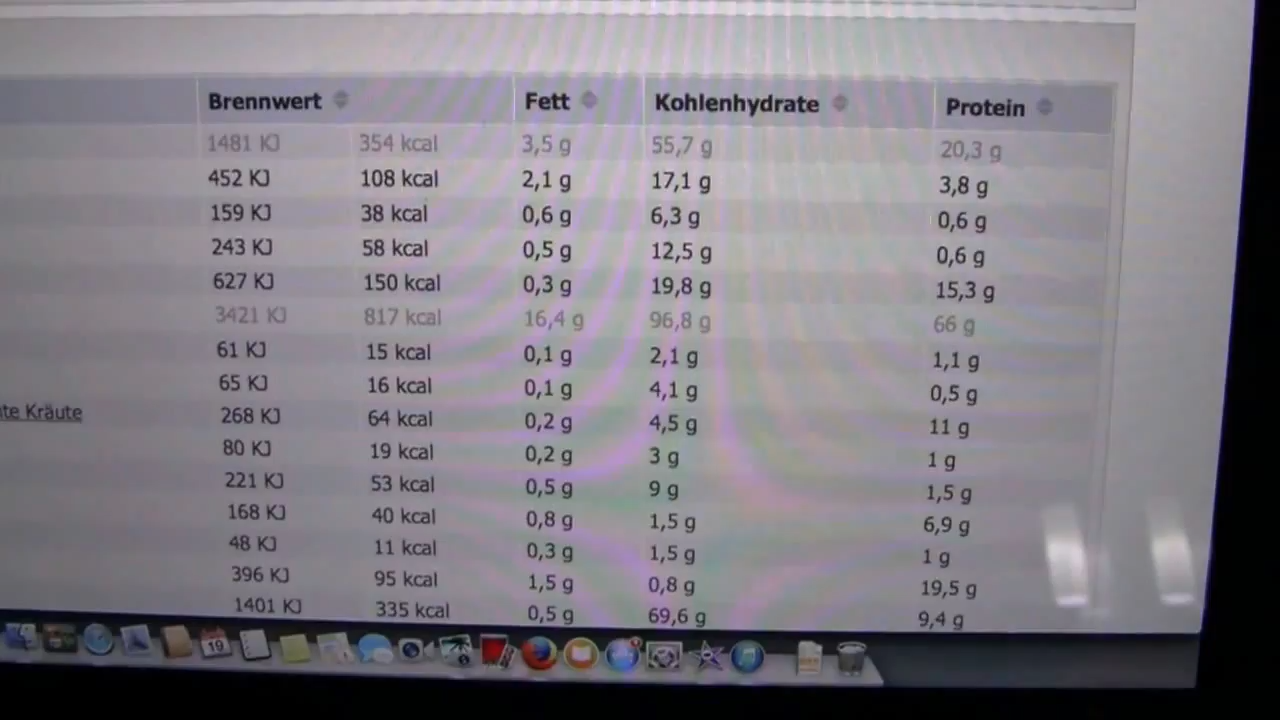 Brennwert Fett Kohlenhydrate Protein
1481 KJ 354 kcal 3,5 g 55,7 g 20,3 g
452 KJ 108 kcal 2,1 g 17,1 g 3,8 g
159 KJ 38 kcal 0,6 g 6,3 g 0,6 g
243 KJ 58 kcal 0,5 g 12,5 g 0,6 g
627 KJ 150 kcal 0,3 g 19,8 g 15,3 g
3421 KJ 817 kcal 16,4 g 96,8 g 66 g
61 KJ 15 kcal 0,1 g 2,1 g 1,1 g
65 KJ 16 kcal 0,1 g 4,1 g 0,5 g
te Kräute 268 KJ 64 kcal 0,2 g 4,5 g 11 g
80 KJ 19 kcal 0,2 g 3 g 1 g
221 KJ 53 kcal 0,5 g 9 g 1,5 g
168 KJ 40 kcal 0,8 g 1,5 g 6,9 g
48 KJ 11 kcal 0,3 g 1,5 g 1 g
396 KJ 95 kcal 1,5 g 0,8 g 19,5 g
1401 KJ 335 kcal 0,5 g 69,6 g 9,4 g
19